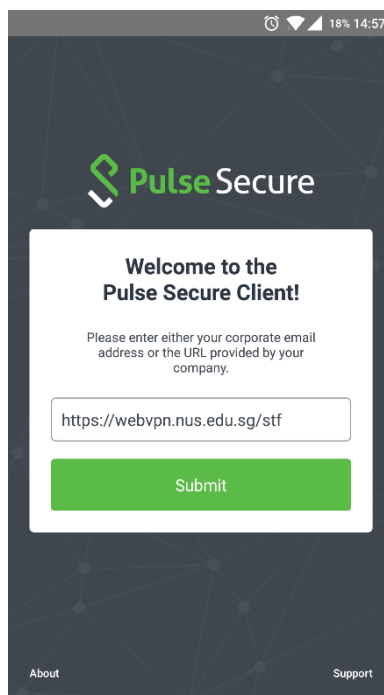 18% 14:57
Pulse Secure
Welcome to the
Pulse Secure Client!
Please enter either your corporate email
address or the URL provided by your
company.
https://webvpn.nus.edu.sg/stf
Submit
About Support